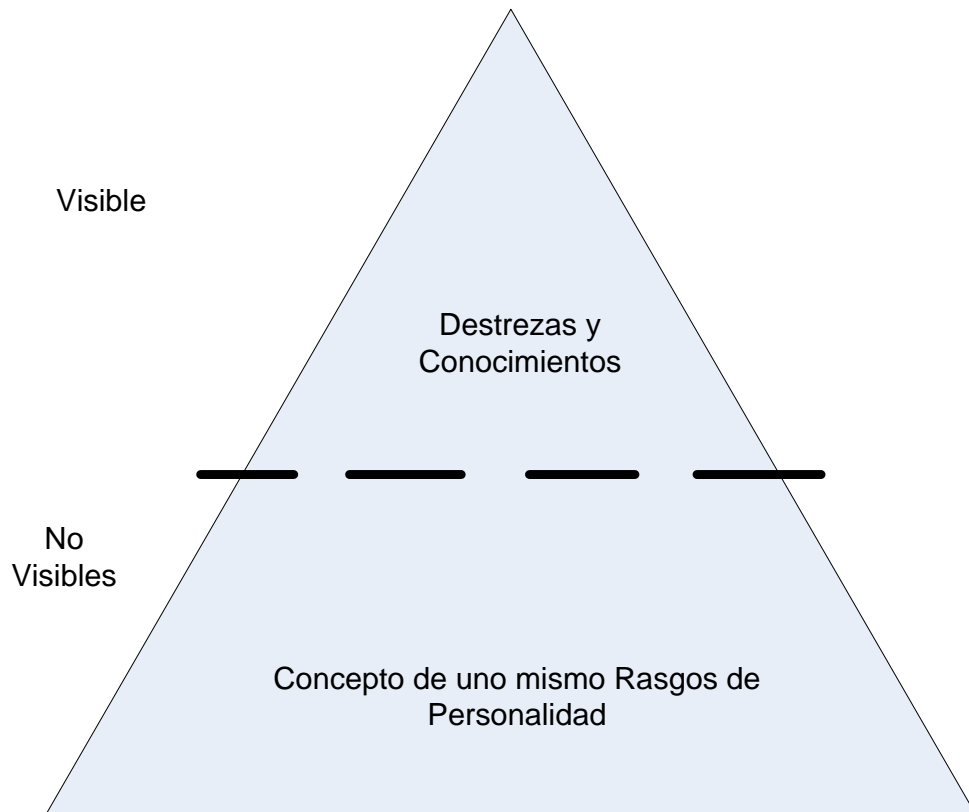 Visible
Destrezas y
Conocimientos
No
Visibles
Concepto de uno mismo Rasgos de
Personalidad